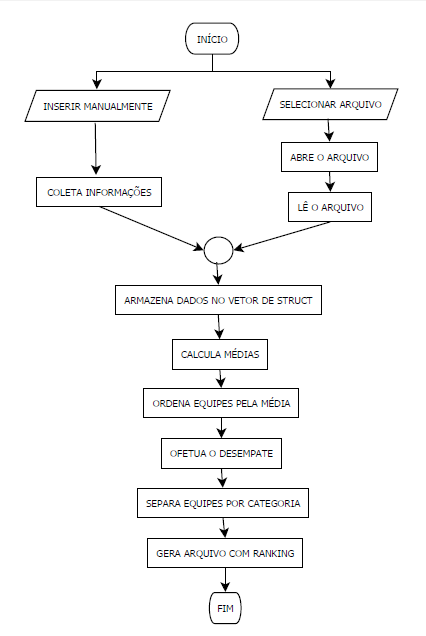 INÍCIO
INSERIR MANUALMENTE
SELECIONAR ARQUIVO
ABRE O ARQUIVO
COLETA INFORMAÇÕES
LÊ O ARQUIVO
ARMAZENA DADOS NO VETOR DE STRUCT
CALCULA MÉDIAS
ORDENA EQUIPES PELA MÉDIA
OFETUA O DESEMPATE
SEPARA EQUIPES POR CATEGORIA
GERA ARQUIVO COM RANKING
FIM